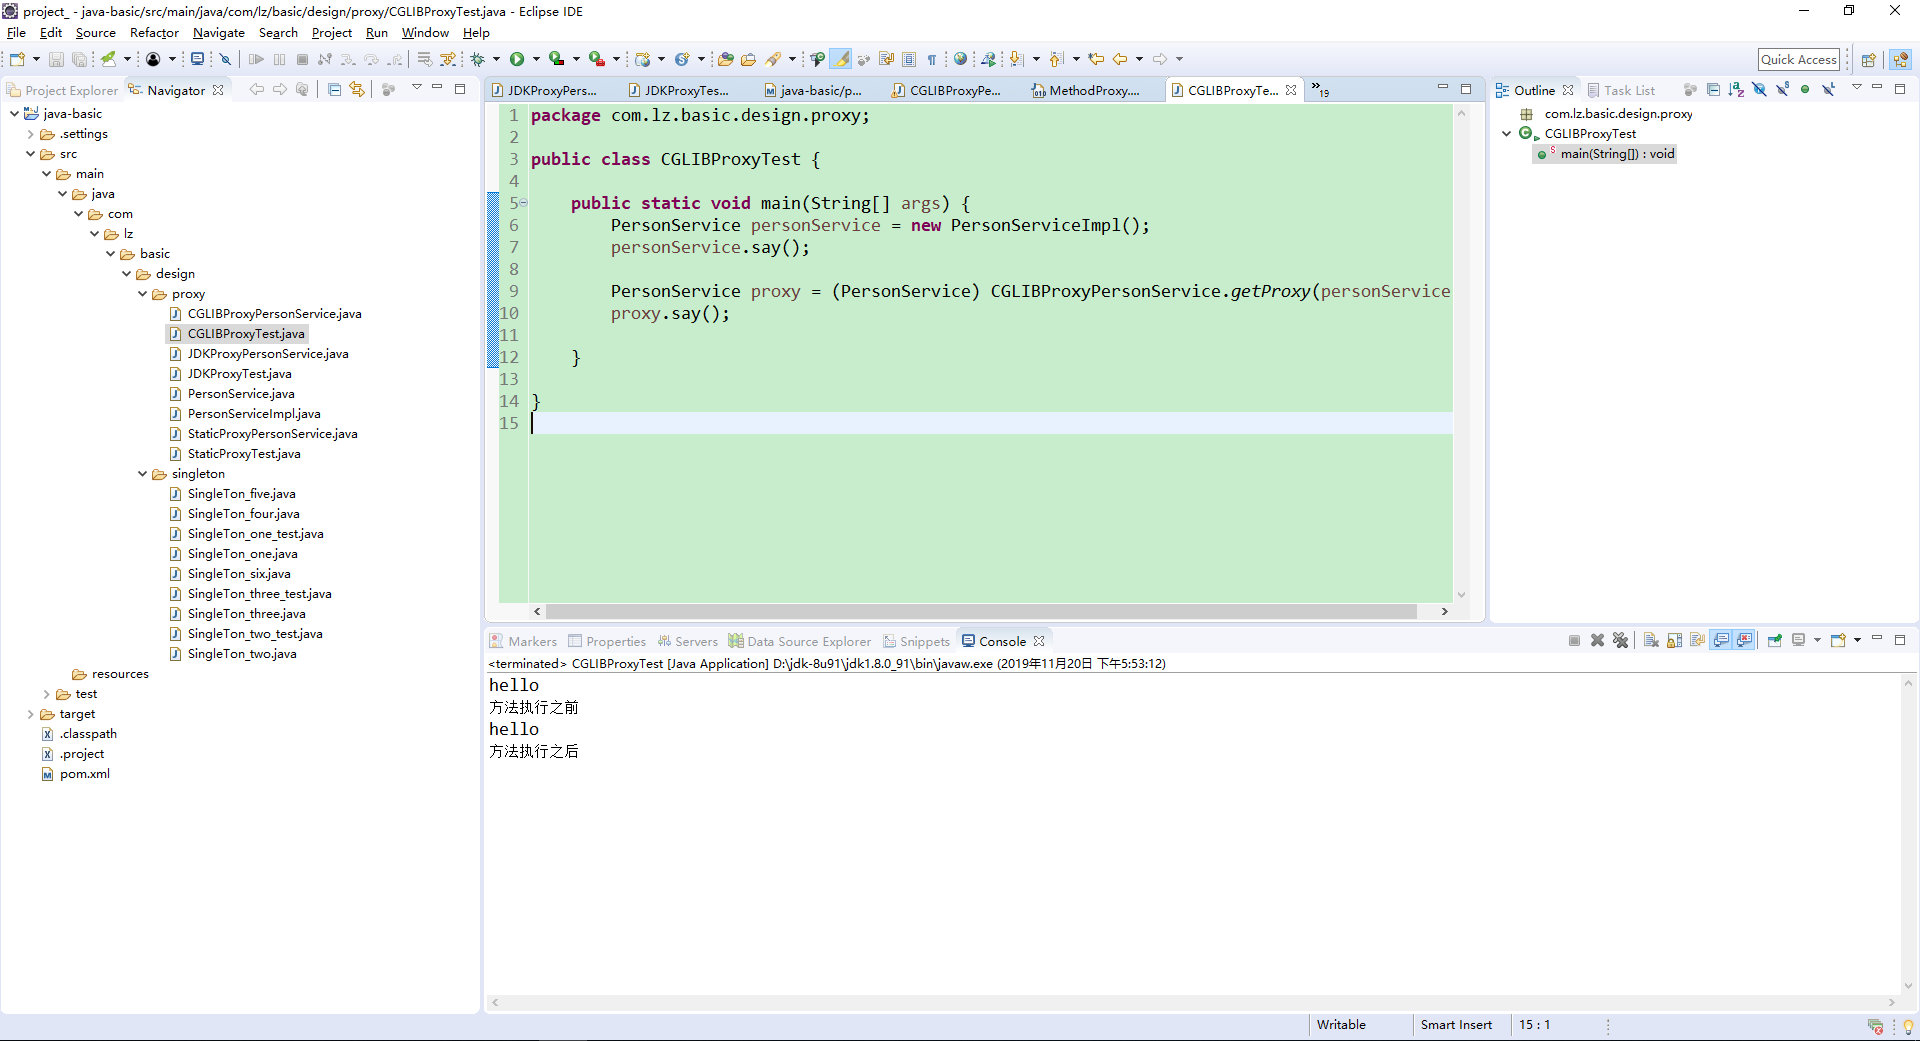 project_ - java-basic/src/main/java/com/lz/basic/design/proxy/CGLIBProxyTest.java - Eclipse IDE
File Edit Source Refactor Navigate Search Project Run Window Help
Quick Access
Project Explorer Navigator
java-basic
.settings
src
main
java
com
lz
basic
design
proxy
CGLIBProxyPersonService.java
CGLIBProxyTest.java
JDKProxyPersonService.java
JDKProxyTest.java
PersonService.java
PersonServiceImpl.java
StaticProxyPersonService.java
StaticProxyTest.java
singleton
SingleTon_five.java
SingleTon_four.java
SingleTon_one_test.java
SingleTon_one.java
SingleTon_six.java
SingleTon_three_test.java
SingleTon_three.java
SingleTon_two_test.java
SingleTon_two.java
resources
test
target
.classpath
.project
pom.xml
JDKProxyPers... JDKProxyTes... java-basic/p... CGLIBProxyPe... MethodProxy.... CGLIBProxyTe... »19
1 package com.lz.basic.design.proxy;
2
3 public class CGLIBProxyTest {
4
5 public static void main(String[] args) {
6 PersonService personService = new PersonServiceImpl();
7 personService.say();
8
9 PersonService proxy = (PersonService) CGLIBProxyPersonService.getProxy(personService
10 proxy.say();
11
12 }
13
14 }
15
Outline Task List
com.lz.basic.design.proxy
CGLIBProxyTest
main(String[]) : void
Markers Properties Servers Data Source Explorer Snippets Console
<terminated> CGLIBProxyTest [Java Application] D:\jdk-8u91\jdk1.8.0_91\bin\javaw.exe (2019年11月20日 下午5:53:12)
hello
方法执行之前
hello
方法执行之后
Writable Smart Insert 15 : 1